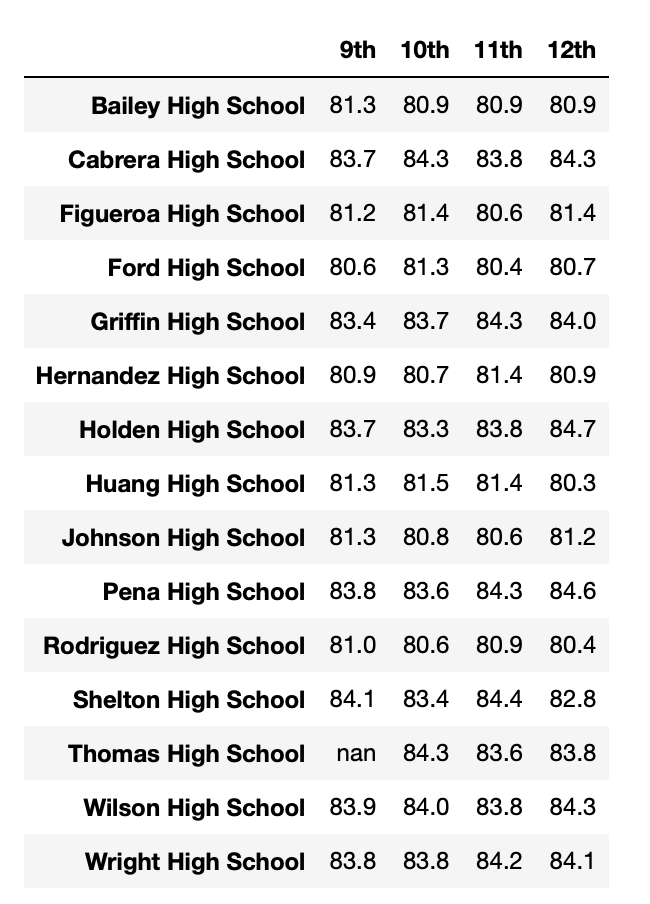 9th 10th 11th 12th
Bailey High School 81.3 80.9 80.9 80.9
Cabrera High School 83.7 84.3 83.8 84.3
Figueroa High School 81.2 81.4 80.6 81.4
Ford High School 80.6 81.3 80.4 80.7
Griffin High School 83.4 83.7 84.3 84.0
Hernandez High School 80.9 80.7 81.4 80.9
Holden High School 83.7 83.3 83.8 84.7
Huang High School 81.3 81.5 81.4 80.3
Johnson High School 81.3 80.8 80.6 81.2
Pena High School 83.8 83.6 84.3 84.6
Rodriguez High School 81.0 80.6 80.9 80.4
Shelton High School 84.1 83.4 84.4 82.8
Thomas High School nan 84.3 83.6 83.8
Wilson High School 83.9 84.0 83.8 84.3
Wright High School 83.8 83.8 84.2 84.1